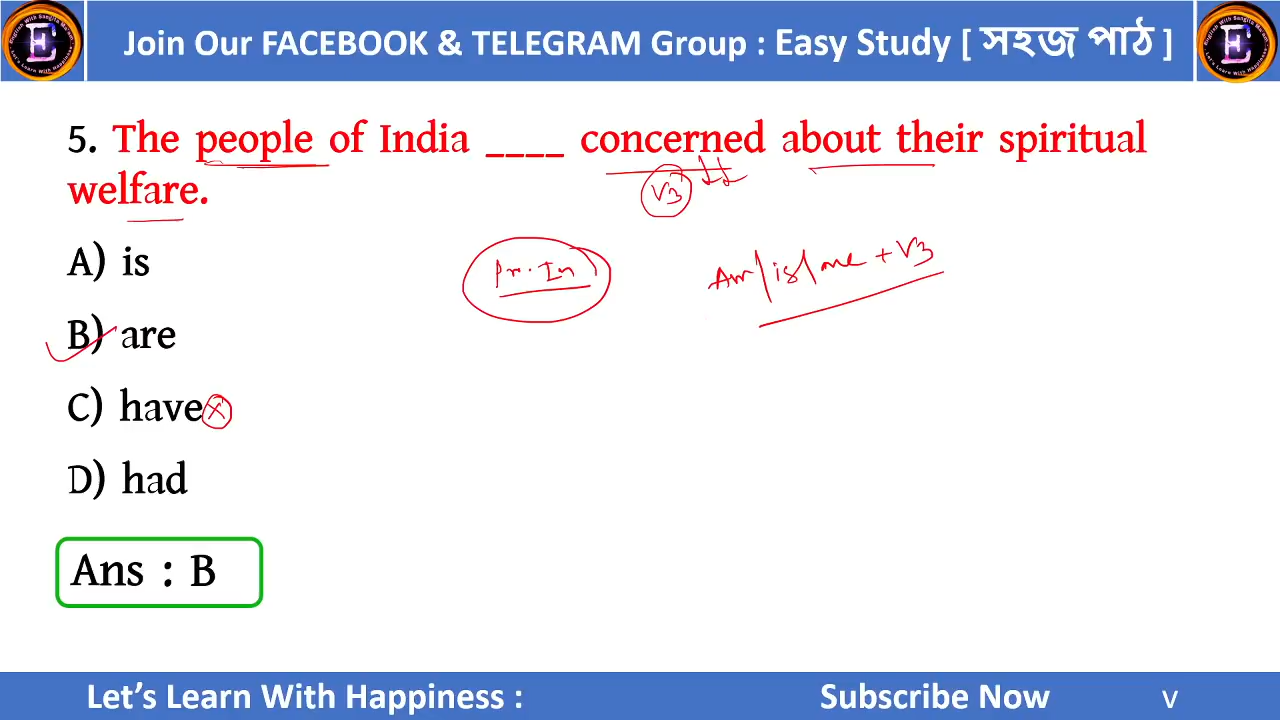 Join Our FACEBOOK & TELEGRAM Group : Easy Study [ সহজ পাঠ ]
5. The people of India ____ concerned about their spiritual
welfare.
V3
A) is
Pr. In
Am/is/are + V3
B) are
C) have
D) had
Ans : B
Let's Learn With Happiness :
Subscribe Now
V